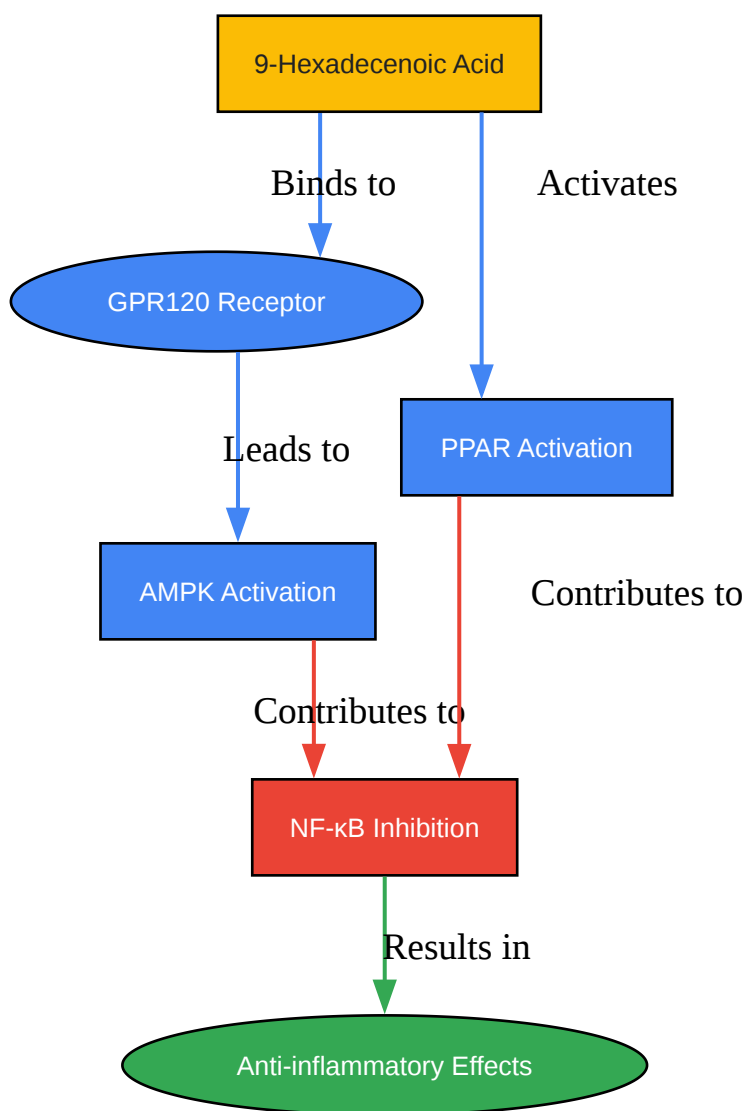 9-Hexadecenoic Acid
Binds to
Activates
GPR120 Receptor
Leads to
PPAR Activation
AMPK Activation
Contributes to
Contributes to
NF-κB Inhibition
Results in
Anti-inflammatory Effects